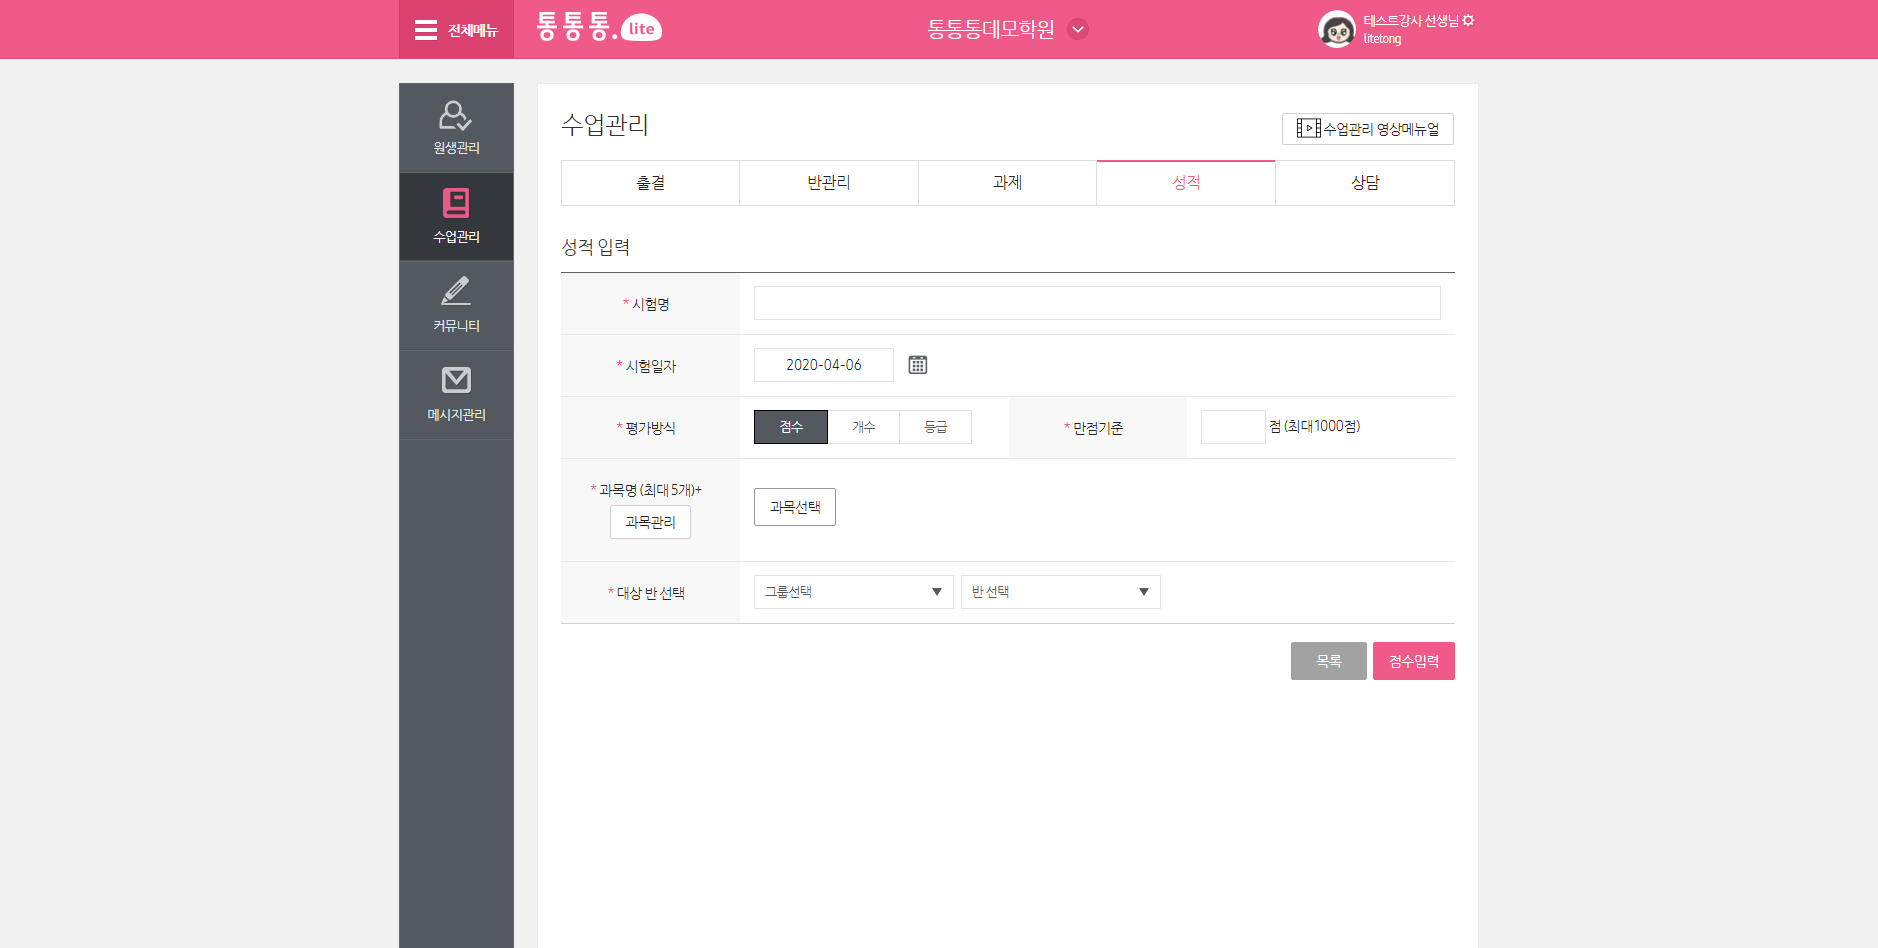 전체메뉴
통통통.lite
통통통데모학원
테스트강사 선생님
litetong
원생관리
수업관리
커뮤니티
메시지관리
수업관리
수업관리 영상메뉴얼
출결
반관리
과제
성적
상담
성적 입력
* 시험명
* 시험일자
2020-04-06
* 평가방식
점수
개수
등급
* 만점기준
점 (최대1000점)
* 과목명 (최대 5개)+
과목관리
과목선택
* 대상 반 선택
그룹선택
반 선택
목록
점수입력